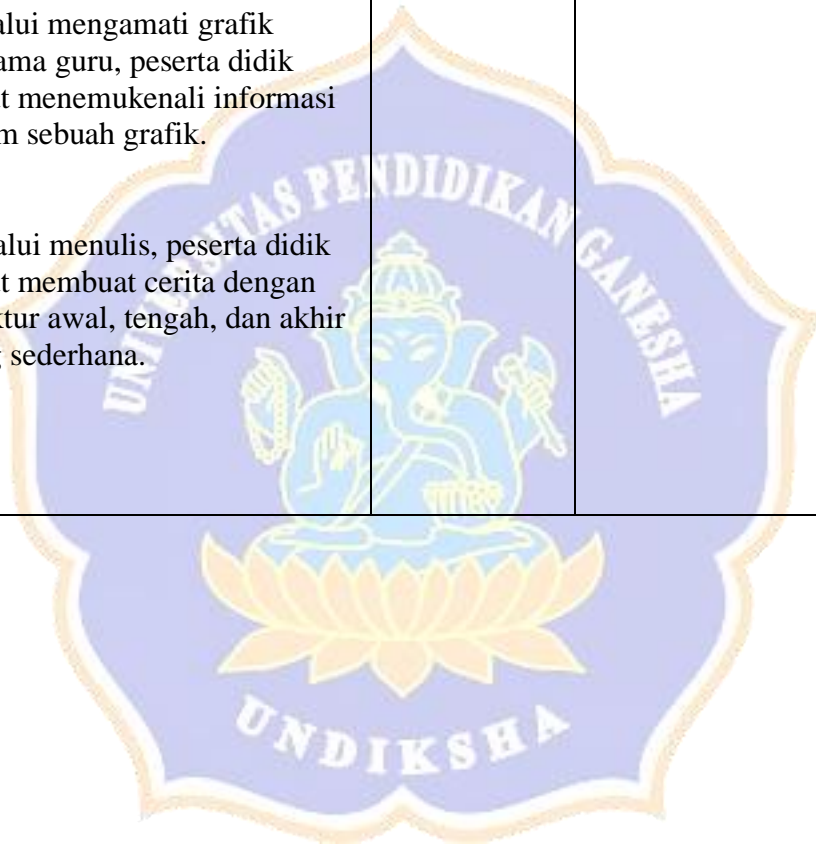 alui mengamati grafik
ama guru, peserta didik
t menemukenali informasi
m sebuah grafik.
alui menulis, peserta didik
t membuat cerita dengan
ktur awal, tengah, dan akhir
g sederhana.
UNIVERSITAS PENDIDIKAN GANESHA
UNDIKSHA